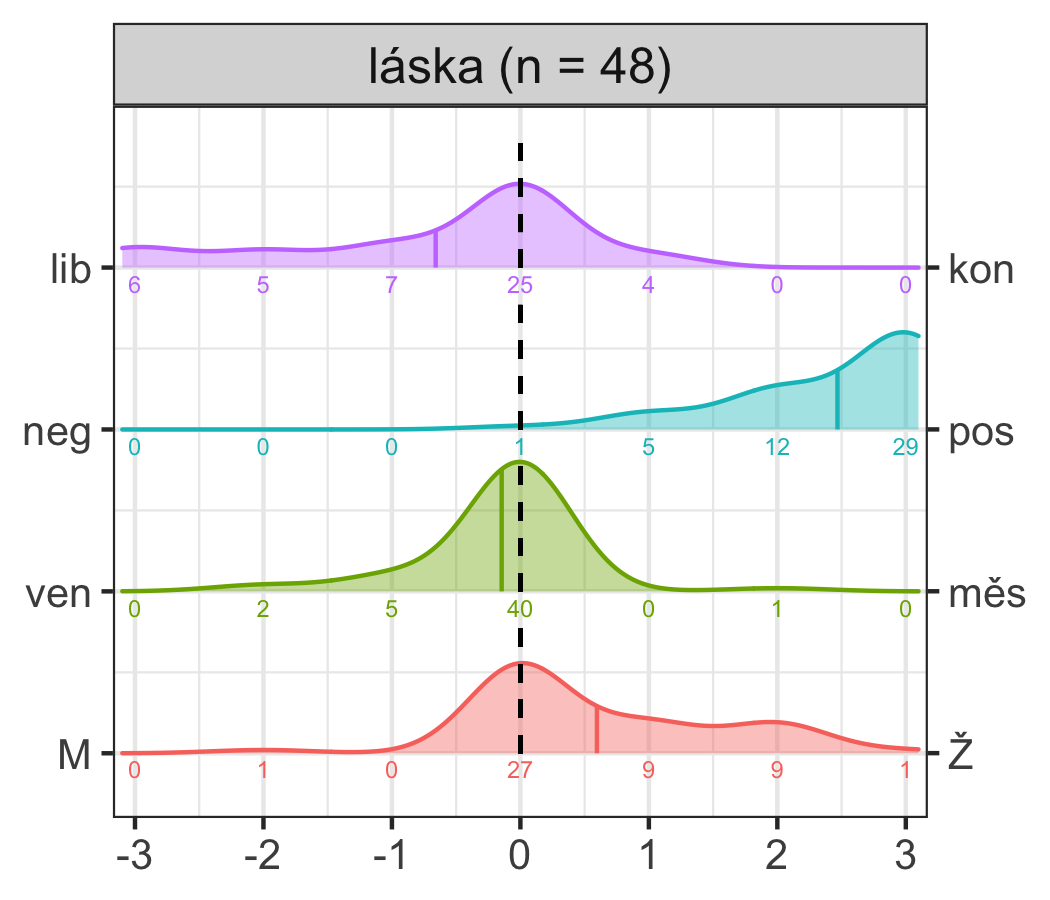 láska (n = 48)
lib kon
6 5 7 25 4 0 0
neg pos
0 0 0 1 5 12 29
ven měs
0 2 5 40 0 1 0
M Ž
0 1 0 27 9 9 1
-3 -2 -1 0 1 2 3